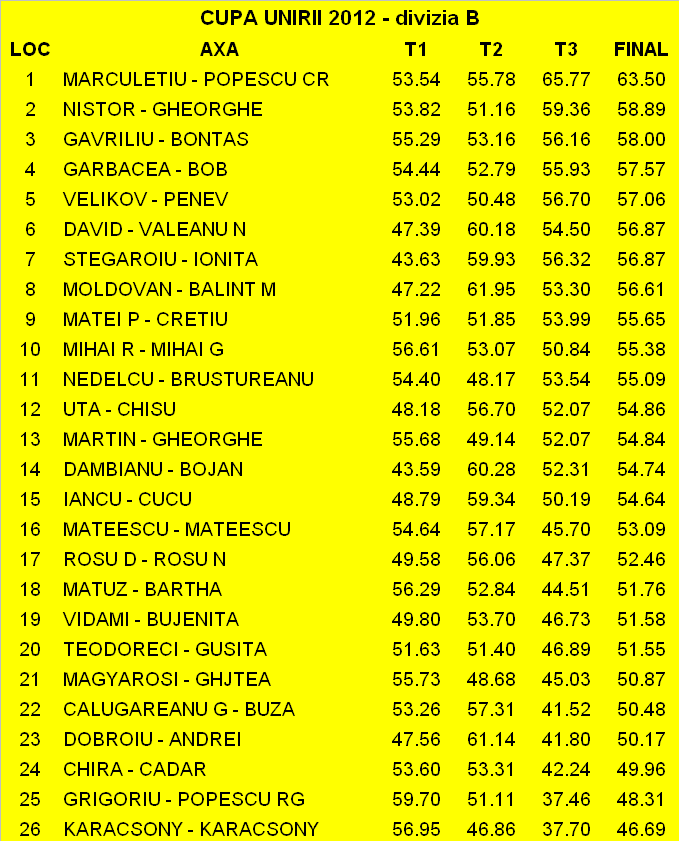 CUPA UNIRII 2012 - divizia B
LOC AXA T1 T2 T3 FINAL
1 MARCULETIU - POPESCU CR 53.54 55.78 65.77 63.50
2 NISTOR - GHEORGHE 53.82 51.16 59.36 58.89
3 GAVRILIU - BONTAS 55.29 53.16 56.16 58.00
4 GARBACEA - BOB 54.44 52.79 55.93 57.57
5 VELIKOV - PENEV 53.02 50.48 56.70 57.06
6 DAVID - VALEANU N 47.39 60.18 54.50 56.87
7 STEGAROIU - IONITA 43.63 59.93 56.32 56.87
8 MOLDOVAN - BALINT M 47.22 61.95 53.30 56.61
9 MATEI P - CRETIU 51.96 51.85 53.99 55.65
10 MIHAI R - MIHAI G 56.61 53.07 50.84 55.38
11 NEDELCU - BRUSTUREANU 54.40 48.17 53.54 55.09
12 UTA - CHISU 48.18 56.70 52.07 54.86
13 MARTIN - GHEORGHE 55.68 49.14 52.07 54.84
14 DAMBIANU - BOJAN 43.59 60.28 52.31 54.74
15 IANCU - CUCU 48.79 59.34 50.19 54.64
16 MATEESCU - MATEESCU 54.64 57.17 45.70 53.09
17 ROSU D - ROSU N 49.58 56.06 47.37 52.46
18 MATUZ - BARTHA 56.29 52.84 44.51 51.76
19 VIDAMI - BUJENITA 49.80 53.70 46.73 51.58
20 TEODORECI - GUSITA 51.63 51.40 46.89 51.55
21 MAGYAROSI - GHJTEA 55.73 48.68 45.03 50.87
22 CALUGAREANU G - BUZA 53.26 57.31 41.52 50.48
23 DOBROIU - ANDREI 47.56 61.14 41.80 50.17
24 CHIRA - CADAR 53.60 53.31 42.24 49.96
25 GRIGORIU - POPESCU RG 59.70 51.11 37.46 48.31
26 KARACSONY - KARACSONY 56.95 46.86 37.70 46.69